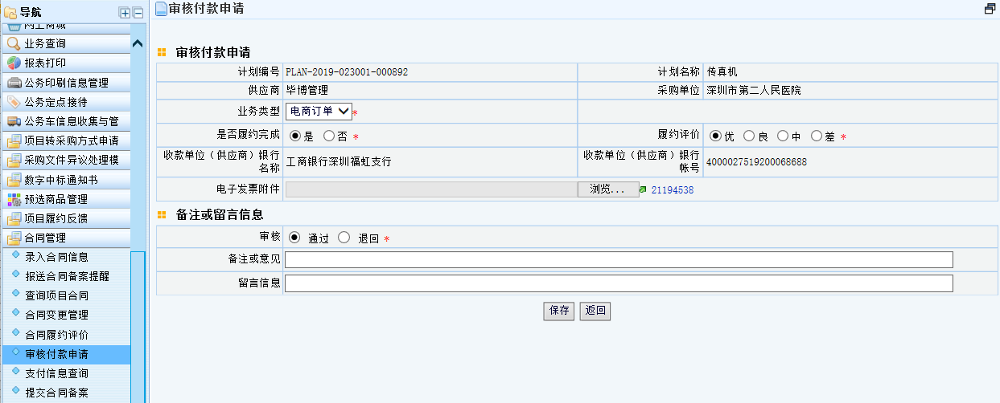 导航
网上商城
业务查询
报表打印
公务印刷信息管理
公务定点接待
公务车信息收集与管
项目转采购方式申请
采购文件异议处理模
数字中标通知书
预选商品管理
项目履约反馈
合同管理
录入合同信息
报送合同备案提醒
查询项目合同
合同变更管理
合同履约评价
审核付款申请
支付信息查询
提交合同备案
审核付款申请
审核付款申请
计划编号 PLAN-2019-023001-000892 计划名称 传真机
供应商 毕博管理 采购单位 深圳市第二人民医院
业务类型 电商订单 *
是否履约完成 是 否 * 履约评价 优 良 中 差 *
收款单位（供应商）银行
名称 工商银行深圳福虹支行
收款单位（供应商）银行
帐号 4000027519200068688
电子发票附件 浏览... 21194538
备注或留言信息
审核 通过 退回 *
备注或意见
留言信息
保存 返回